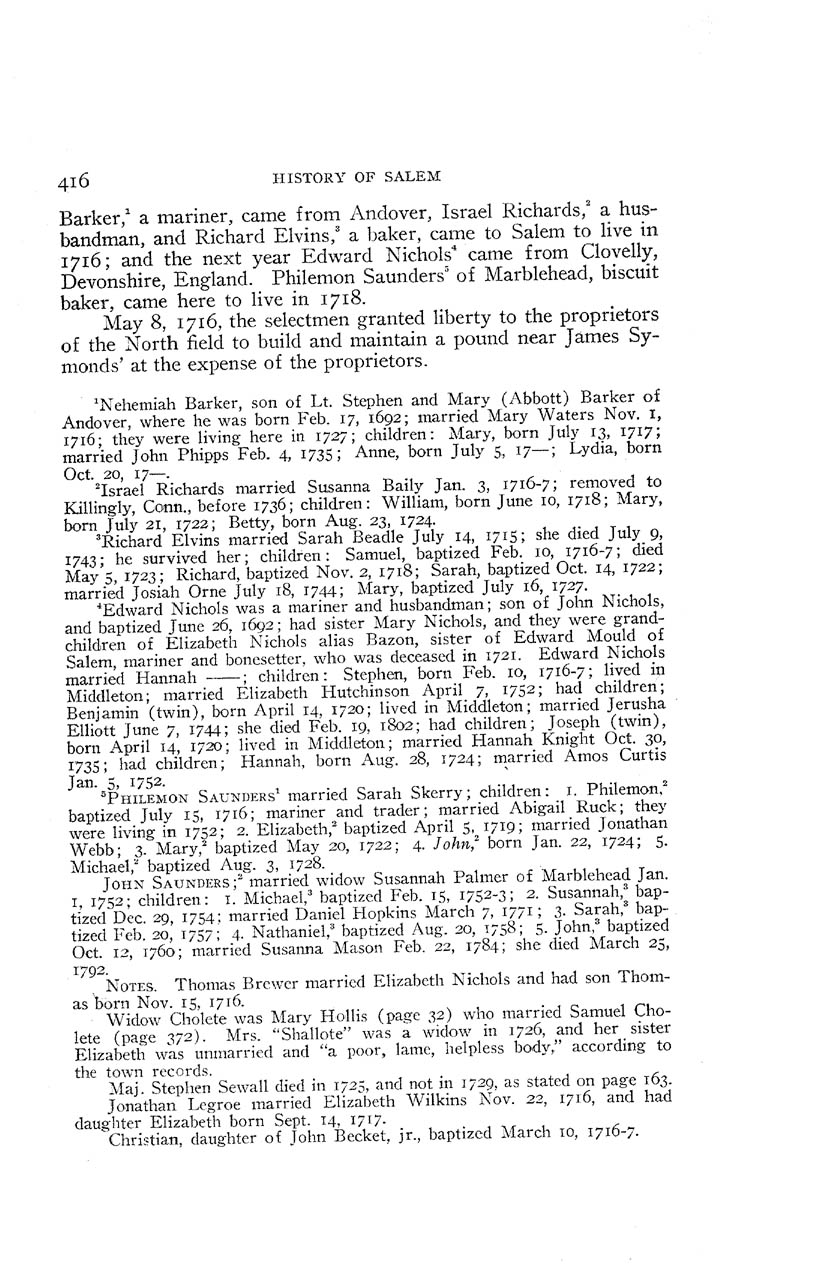 416 HISTORY OF SALEM
Barker,¹ a mariner, came from Andover, Israel Richards,² a hus-
bandman, and Richard Elvins,³ a baker, came to Salem to live in
1716; and the next year Edward Nichols⁴ came from Clovelly,
Devonshire, England. Philemon Saunders⁵ of Marblehead, biscuit
baker, came here to live in 1718.
May 8, 1716, the selectmen granted liberty to the proprietors
of the North field to build and maintain a pound near James Sy-
monds' at the expense of the proprietors.
¹Nehemiah Barker, son of Lt. Stephen and Mary (Abbott) Barker of
Andover, where he was born Feb. 17, 1692; married Mary Waters Nov. 1,
1716; they were living here in 1727; children: Mary, born July 13, 1717;
married John Phipps Feb. 4, 1735; Anne, born July 5, 17—; Lydia, born
Oct. 20, 17—.
²Israel Richards married Susanna Baily Jan. 3, 1716-7; removed to
Killingly, Conn., before 1736; children: William, born June 10, 1718; Mary,
born July 21, 1722; Betty, born Aug. 23, 1724.
³Richard Elvins married Sarah Beadle July 14, 1715; she died July 9,
1743; he survived her; children: Samuel, baptized Feb. 10, 1716-7; died
May 5, 1723; Richard, baptized Nov. 2, 1718; Sarah, baptized Oct. 14, 1722;
married Josiah Orne July 18, 1744; Mary, baptized July 16, 1727.
⁴Edward Nichols was a mariner and husbandman; son of John Nichols,
and baptized June 26, 1692; had sister Mary Nichols, and they were grand-
children of Elizabeth Nichols alias Bazon, sister of Edward Mould of
Salem, mariner and bonesetter, who was deceased in 1721. Edward Nichols
married Hannah ——; children: Stephen, born Feb. 10, 1716-7; lived in
Middleton; married Elizabeth Hutchinson April 7, 1752; had children;
Benjamin (twin), born April 14, 1720; lived in Middleton; married Jerusha
Elliott June 7, 1744; she died Feb. 19, 1802; had children; Joseph (twin),
born April 14, 1720; lived in Middleton; married Hannah Knight Oct. 30,
1735; had children; Hannah, born Aug. 28, 1724; married Amos Curtis
Jan. 5, 1752.
⁵PHILEMON SAUNDERS¹ married Sarah Skerry; children: 1. Philemon,²
baptized July 15, 1716; mariner and trader; married Abigail Ruck; they
were living in 1752; 2. Elizabeth,² baptized April 5, 1719; married Jonathan
Webb; 3. Mary,² baptized May 20, 1722; 4. John,² born Jan. 22, 1724; 5.
Michael,² baptized Aug. 3, 1728.
JOHN SAUNDERS;² married widow Susannah Palmer of Marblehead Jan.
1, 1752; children: 1. Michael,³ baptized Feb. 15, 1752-3; 2. Susannah,³ bap-
tized Dec. 29, 1754; married Daniel Hopkins March 7, 1771; 3. Sarah,³ bap-
tized Feb. 20, 1757; 4. Nathaniel,³ baptized Aug. 20, 1758; 5. John,³ baptized
Oct. 12, 1760; married Susanna Mason Feb. 22, 1784; she died March 25,
1792.
NOTES. Thomas Brewer married Elizabeth Nichols and had son Thom-
as born Nov. 15, 1716.
Widow Cholete was Mary Hollis (page 32) who married Samuel Cho-
lete (page 372). Mrs. "Shallote" was a widow in 1726, and her sister
Elizabeth was unmarried and "a poor, lame, helpless body," according to
the town records.
Maj. Stephen Sewall died in 1725, and not in 1729, as stated on page 163.
Jonathan Legroe married Elizabeth Wilkins Nov. 22, 1716, and had
daughter Elizabeth born Sept. 14, 1717.
Christian, daughter of John Becket, jr., baptized March 10, 1716-7.